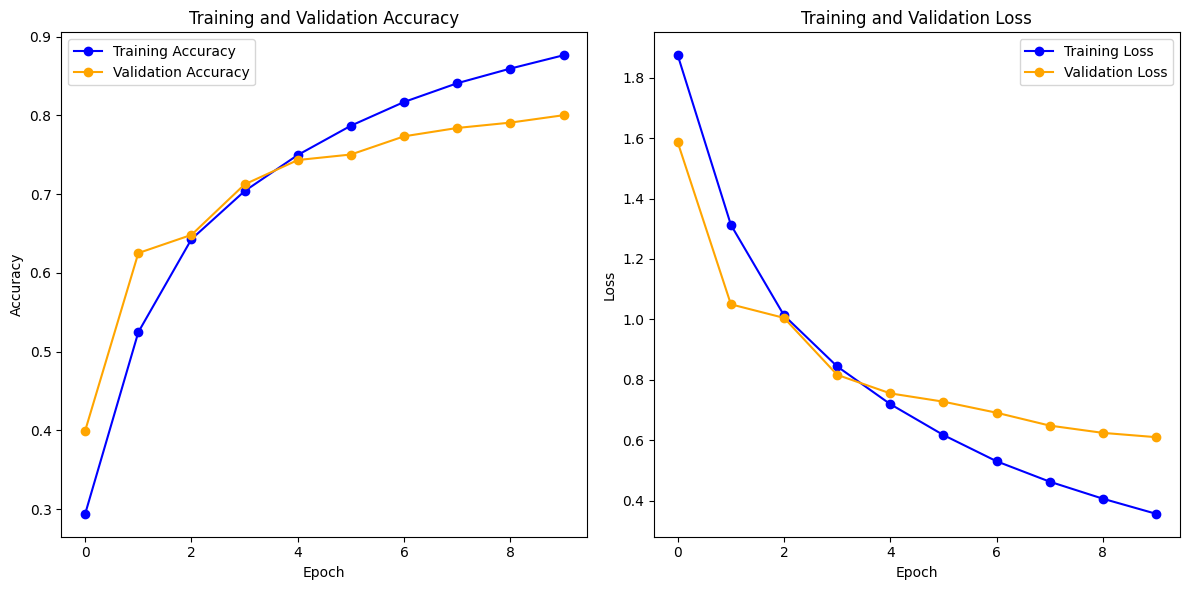 Training and Validation Accuracy
Training Accuracy
Validation Accuracy
0.9
0.8
0.7
0.6
0.5
0.4
0.3
Accuracy
0 2 4 6 8
Epoch
Training and Validation Loss
Training Loss
Validation Loss
1.8
1.6
1.4
1.2
1.0
0.8
0.6
0.4
Loss
0 2 4 6 8
Epoch